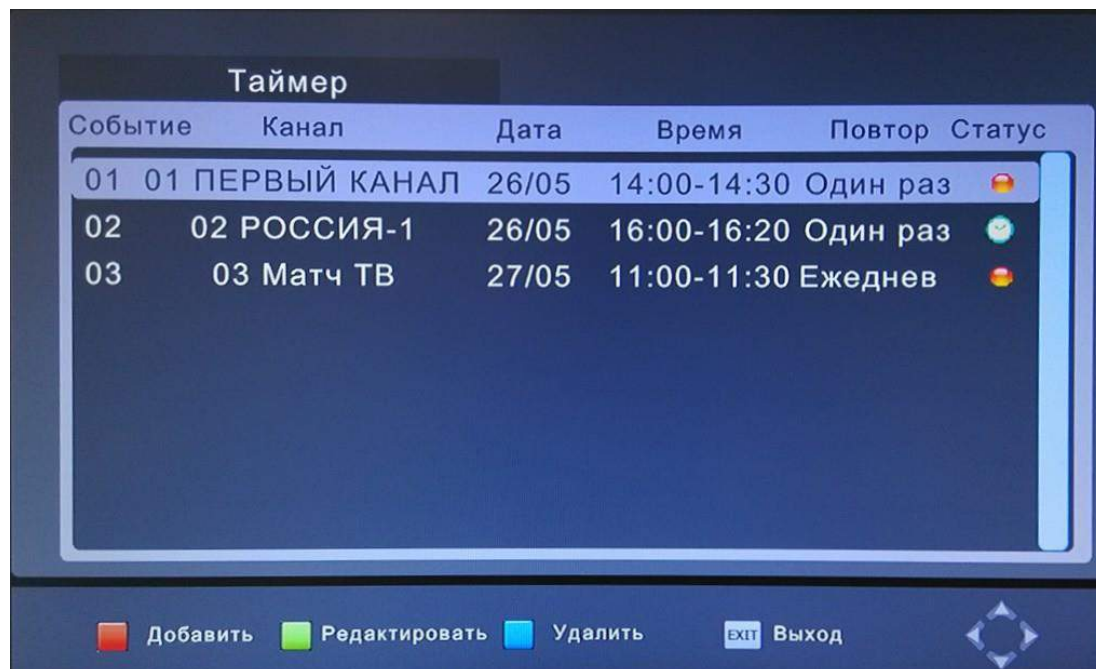 Таймер
Событие Канал Дата Время Повтор Статус
01 01 ПЕРВЫЙ КАНАЛ 26/05 14:00-14:30 Один раз
02 02 РОССИЯ-1 26/05 16:00-16:20 Один раз
03 03 Матч ТВ 27/05 11:00-11:30 Ежеднев
Добавить Редактировать Удалить EXIT Выход